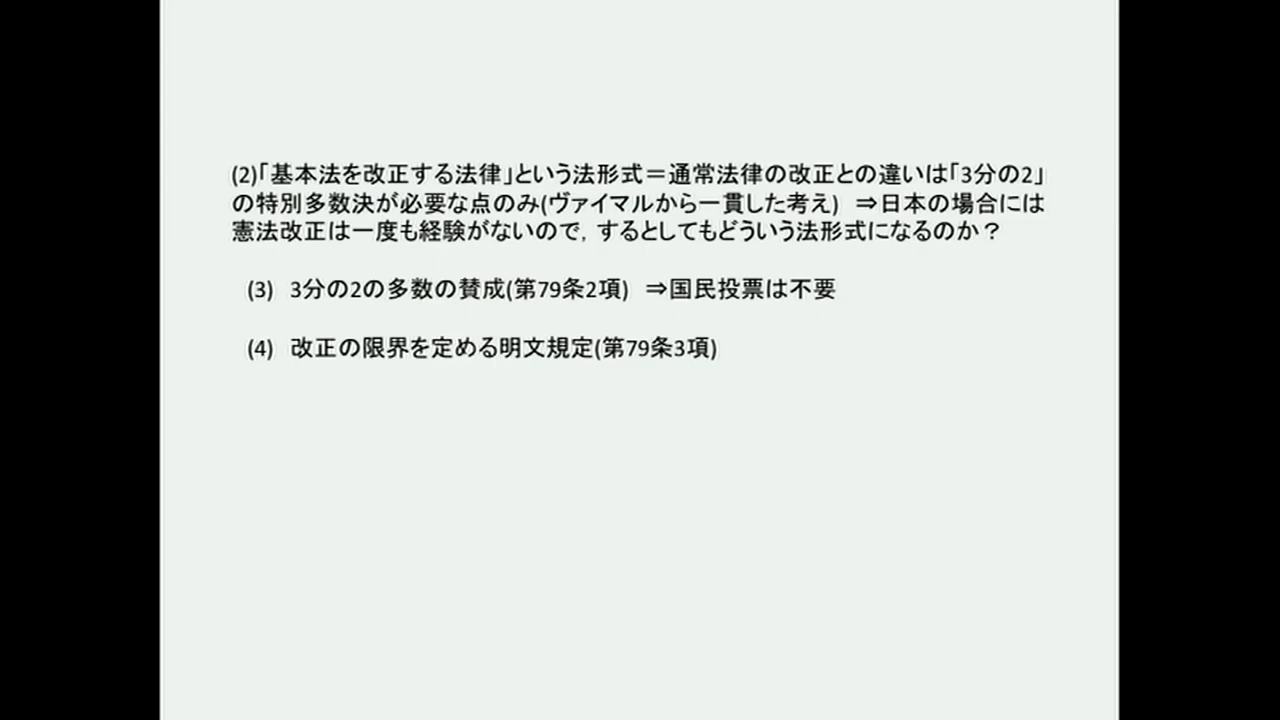 (2)「基本法を改正する法律」という法形式＝通常法律の改正との違いは「3分の2」
の特別多数決が必要な点のみ(ヴァイマルから一貫した考え)　⇒日本の場合には
憲法改正は一度も経験がないので，するとしてもどういう法形式になるのか？
(3)　3分の2の多数の賛成(第79条2項)　⇒国民投票は不要
(4)　改正の限界を定める明文規定(第79条3項)